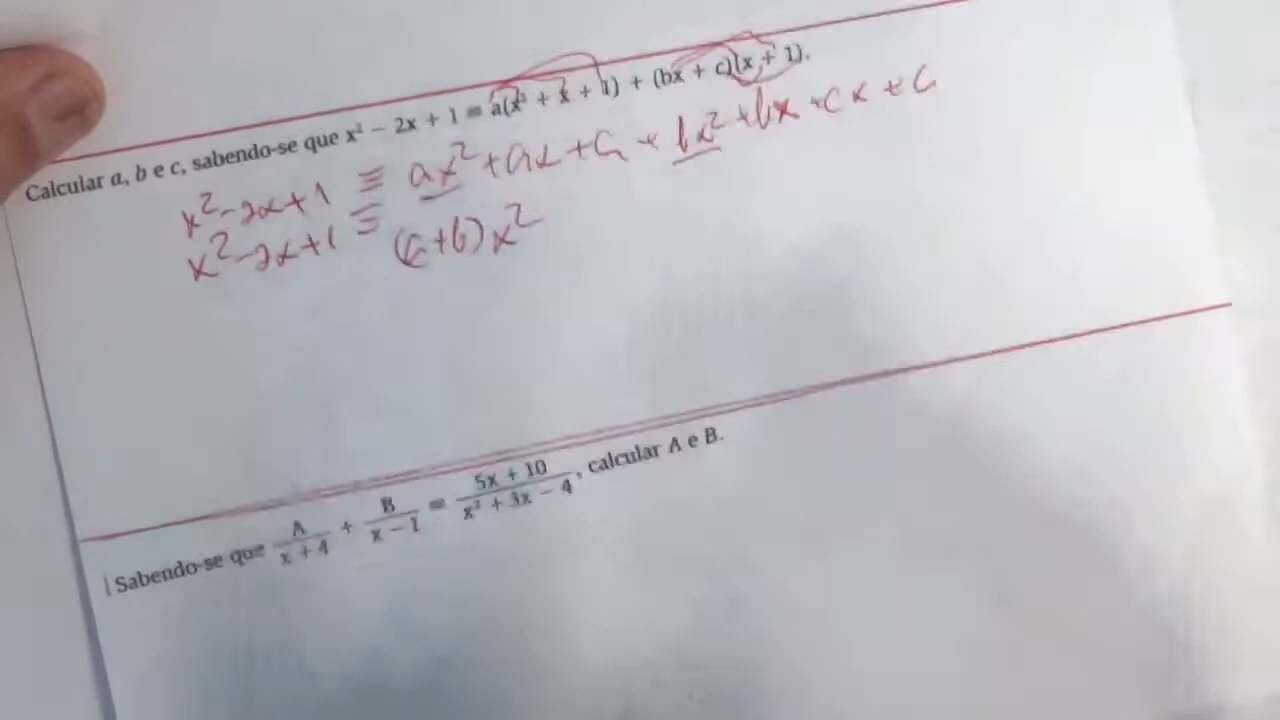 Calcular a, b e c, sabendo-se que x² − 2x + 1 ≡ a(x² + x + 1) + (bx + c)(x + 1).
x² - 2x + 1 ≡ ax² + ax + a + bx² + bx + cx + c
x² - 2x + 1 ≡ (a+b)x²
| Sabendo-se que A/(x + 4) + B/(x − 1) = (5x + 10)/(x² + 3x − 4), calcular A e B.